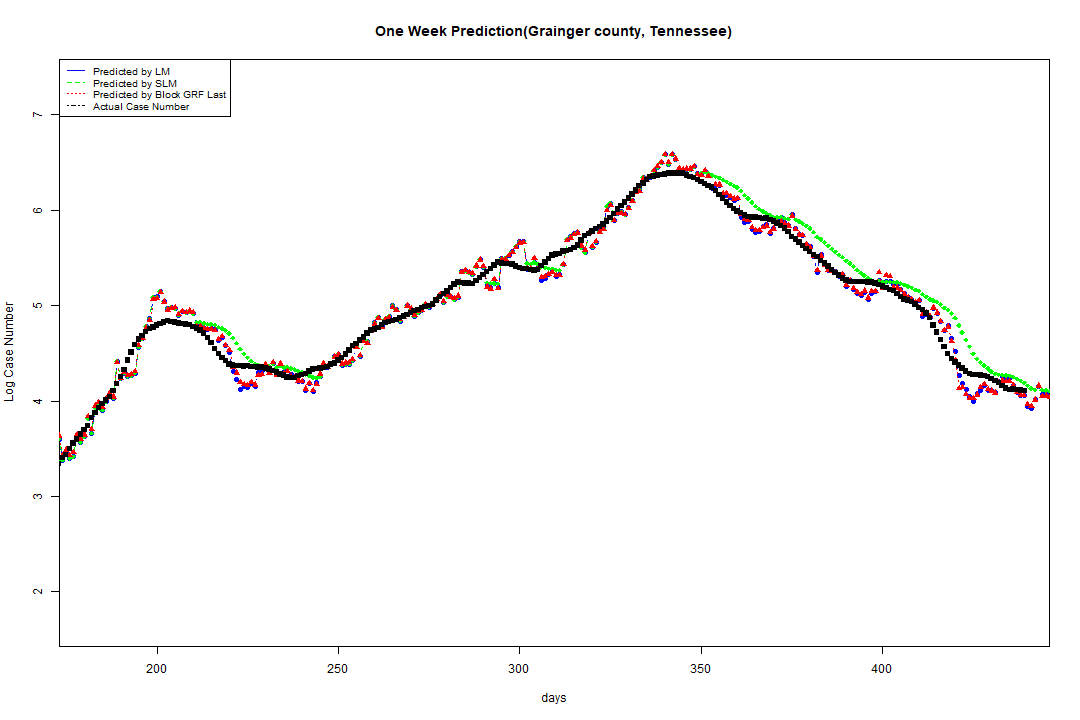 One Week Prediction(Grainger county, Tennessee)
Predicted by LM
Predicted by SLM
Predicted by Block GRF Last
Actual Case Number
7
6
5
4
3
2
Log Case Number
200 250 300 350 400
days